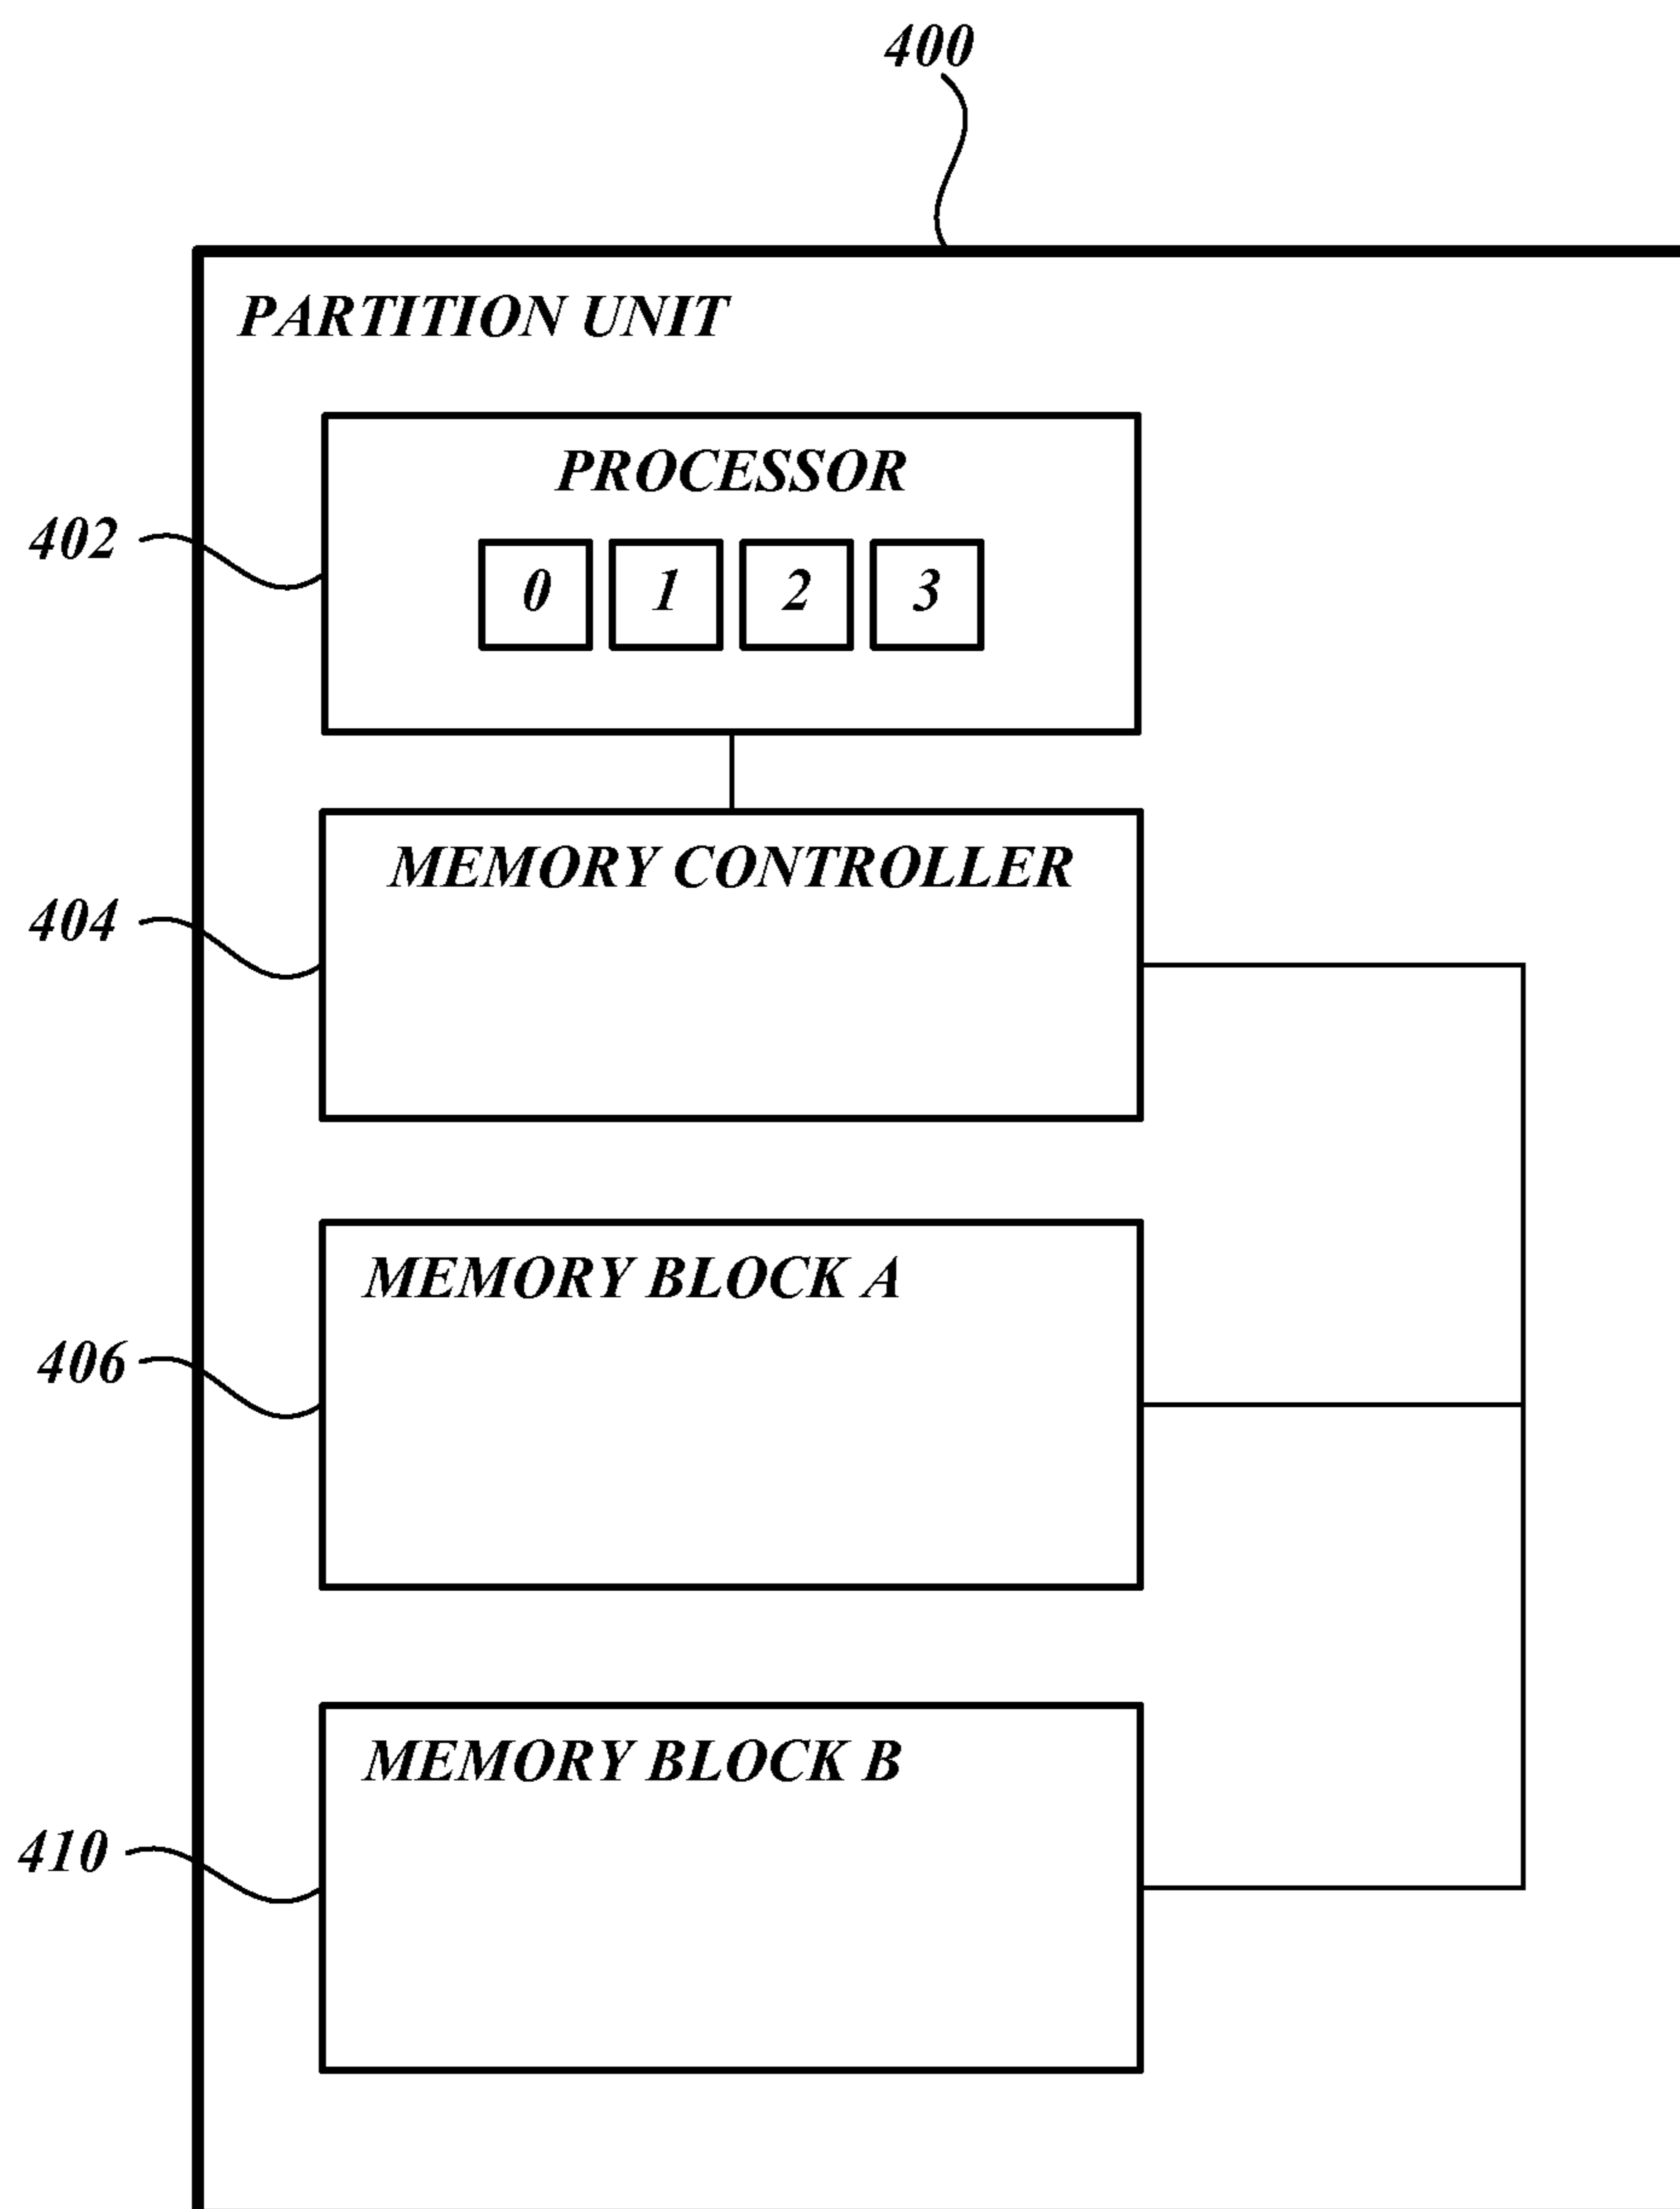 400
PARTITION UNIT
PROCESSOR
402
0 1 2 3
MEMORY CONTROLLER
404
MEMORY BLOCK A
406
MEMORY BLOCK B
410